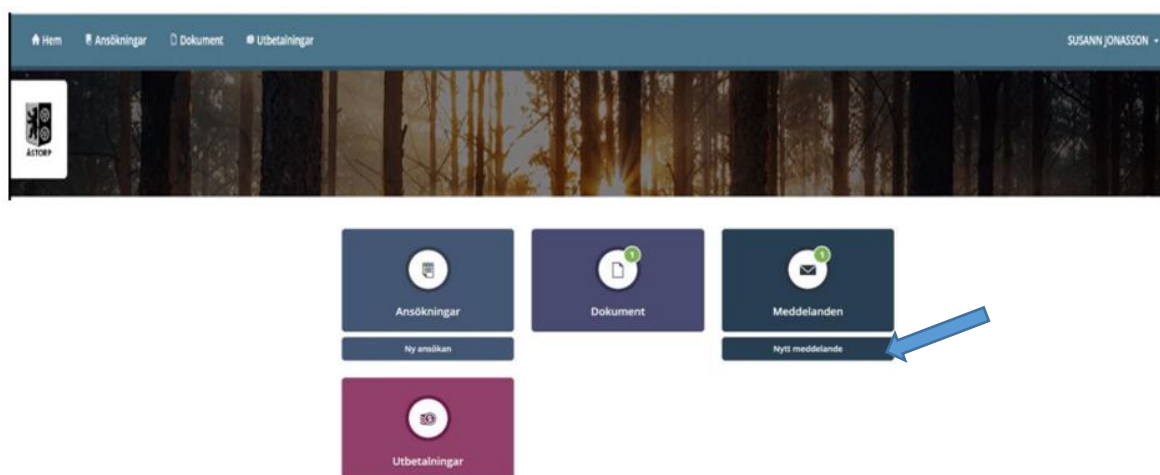 Hem Ansökningar Dokument Utbetalningar SUSANN JONASSON
ÅSTORP
1 1
Ansökningar Dokument Meddelanden
Ny ansökan Nytt meddelande
Utbetalningar